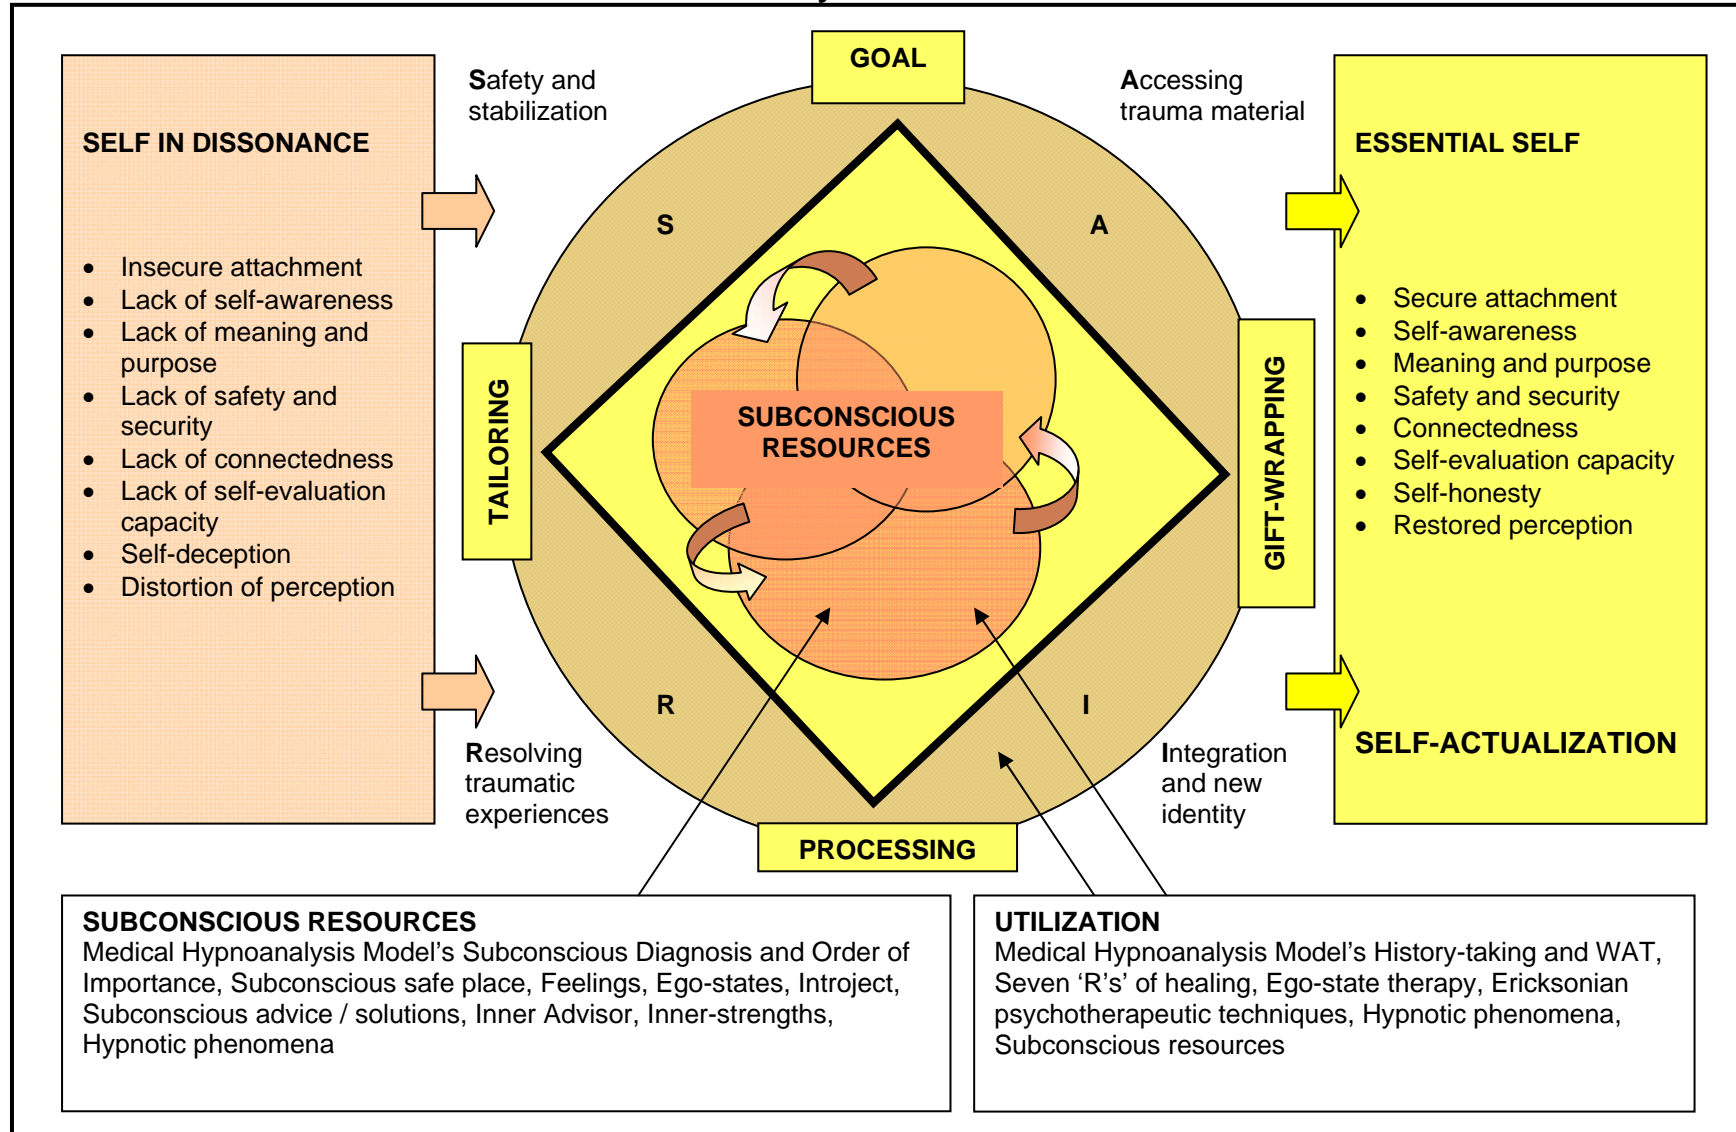 GOAL
SELF IN DISSONANCE
• Insecure attachment
• Lack of self-awareness
• Lack of meaning and
purpose
• Lack of safety and
security
• Lack of connectedness
• Lack of self-evaluation
capacity
• Self-deception
• Distortion of perception
Safety and
stabilization
Accessing
trauma material
S
A
TAILORING
SUBCONSCIOUS
RESOURCES
GIFT-WRAPPING
R
I
Resolving
traumatic
experiences
Integration
and new
identity
PROCESSING
ESSENTIAL SELF
• Secure attachment
• Self-awareness
• Meaning and purpose
• Safety and security
• Connectedness
• Self-evaluation capacity
• Self-honesty
• Restored perception
SELF-ACTUALIZATION
SUBCONSCIOUS RESOURCES
Medical Hypnoanalysis Model's Subconscious Diagnosis and Order of
Importance, Subconscious safe place, Feelings, Ego-states, Introject,
Subconscious advice / solutions, Inner Advisor, Inner-strengths,
Hypnotic phenomena
UTILIZATION
Medical Hypnoanalysis Model's History-taking and WAT,
Seven 'R's' of healing, Ego-state therapy, Ericksonian
psychotherapeutic techniques, Hypnotic phenomena,
Subconscious resources